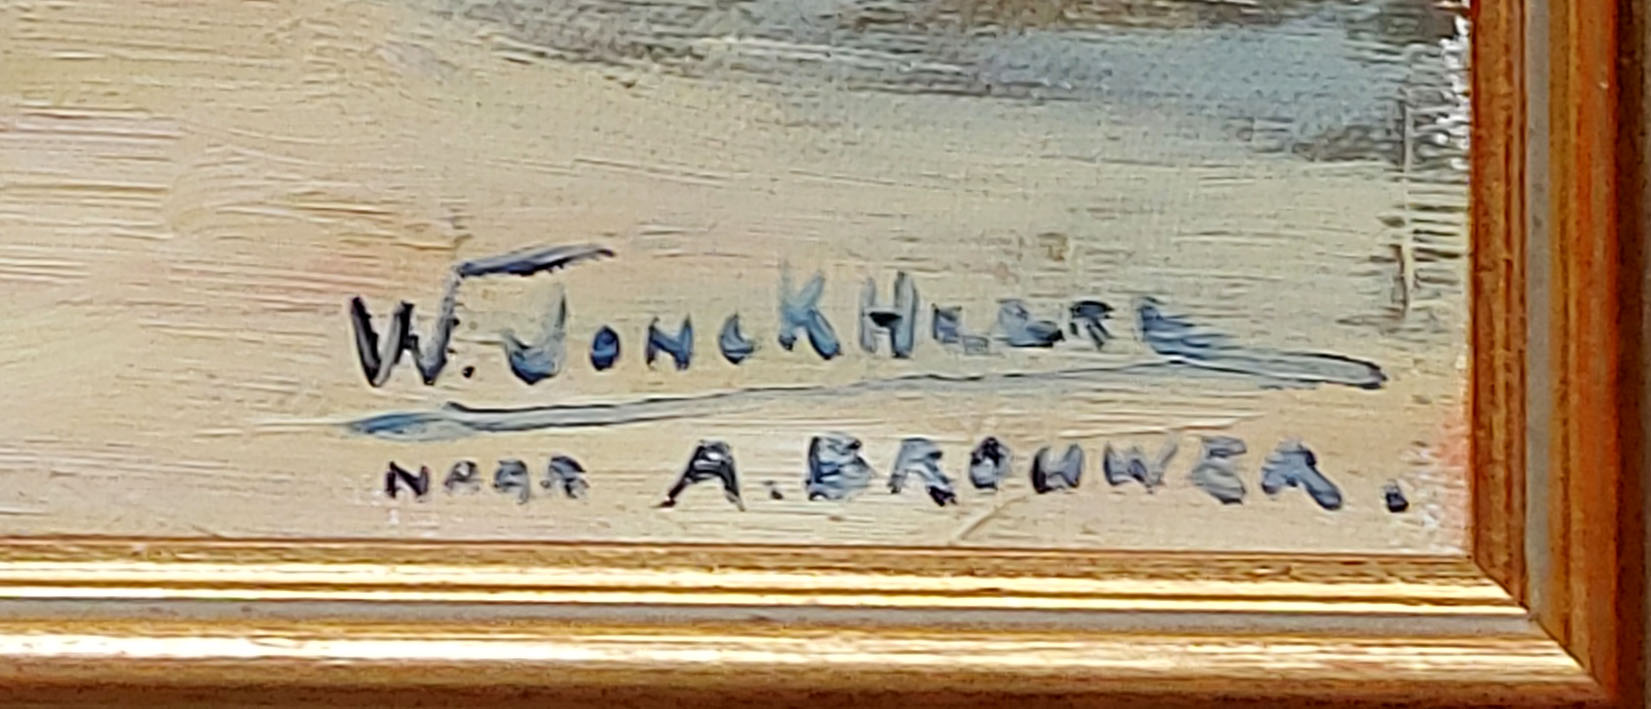 W. JONCKHEERE
NAAR A. BROUWER.